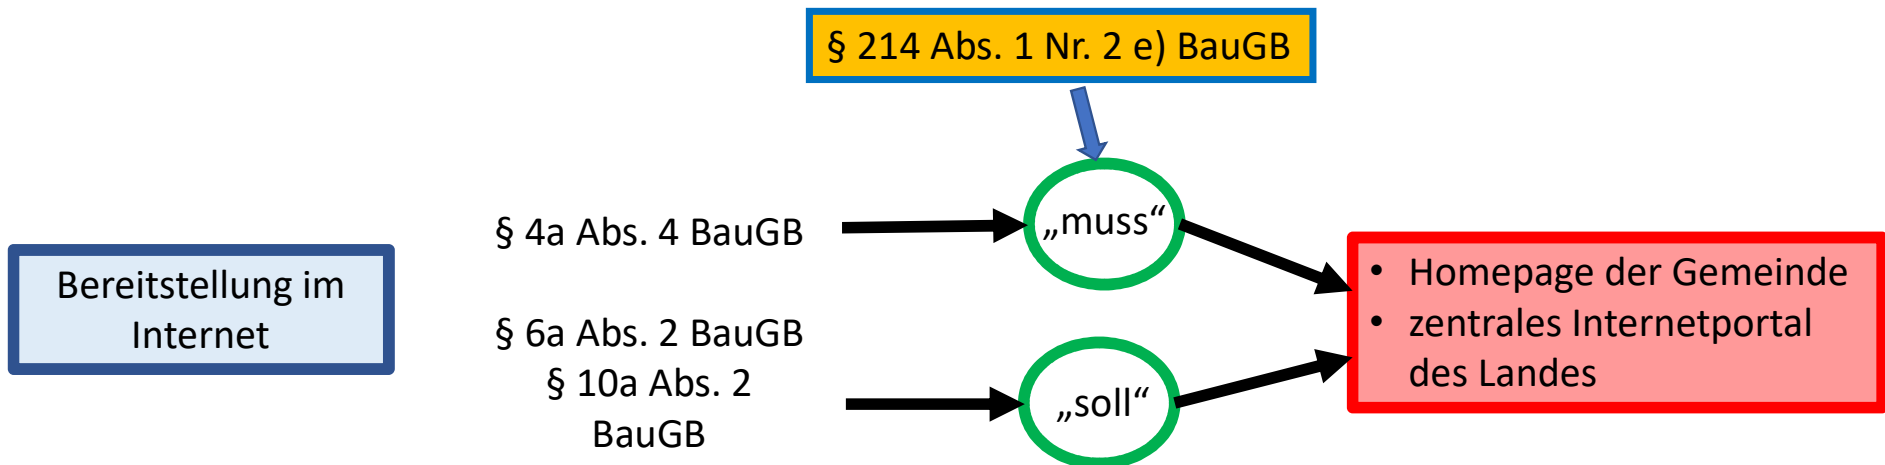 § 214 Abs. 1 Nr. 2 e) BauGB
Bereitstellung im
Internet
§ 4a Abs. 4 BauGB
„muss“
§ 6a Abs. 2 BauGB
§ 10a Abs. 2
BauGB
„soll“
• Homepage der Gemeinde
• zentrales Internetportal
des Landes